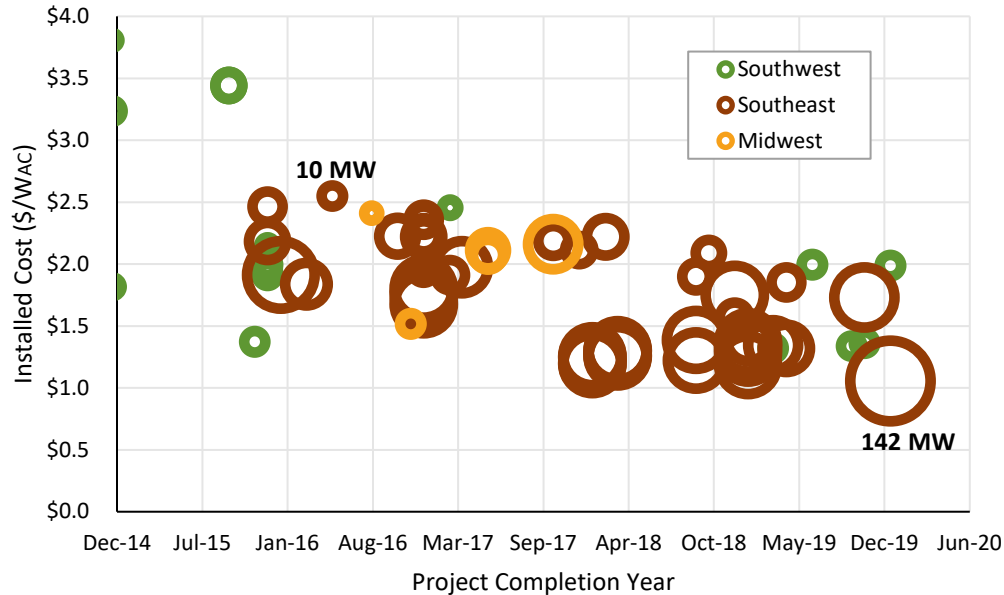 $4.0
$3.5
$3.0
$2.5
$2.0
$1.5
$1.0
$0.5
$0.0
Installed Cost ($/WAC)
Southwest
Southeast
Midwest
10 MW
142 MW
Dec-14 Jul-15 Jan-16 Aug-16 Mar-17 Sep-17 Apr-18 Oct-18 May-19 Dec-19 Jun-20
Project Completion Year